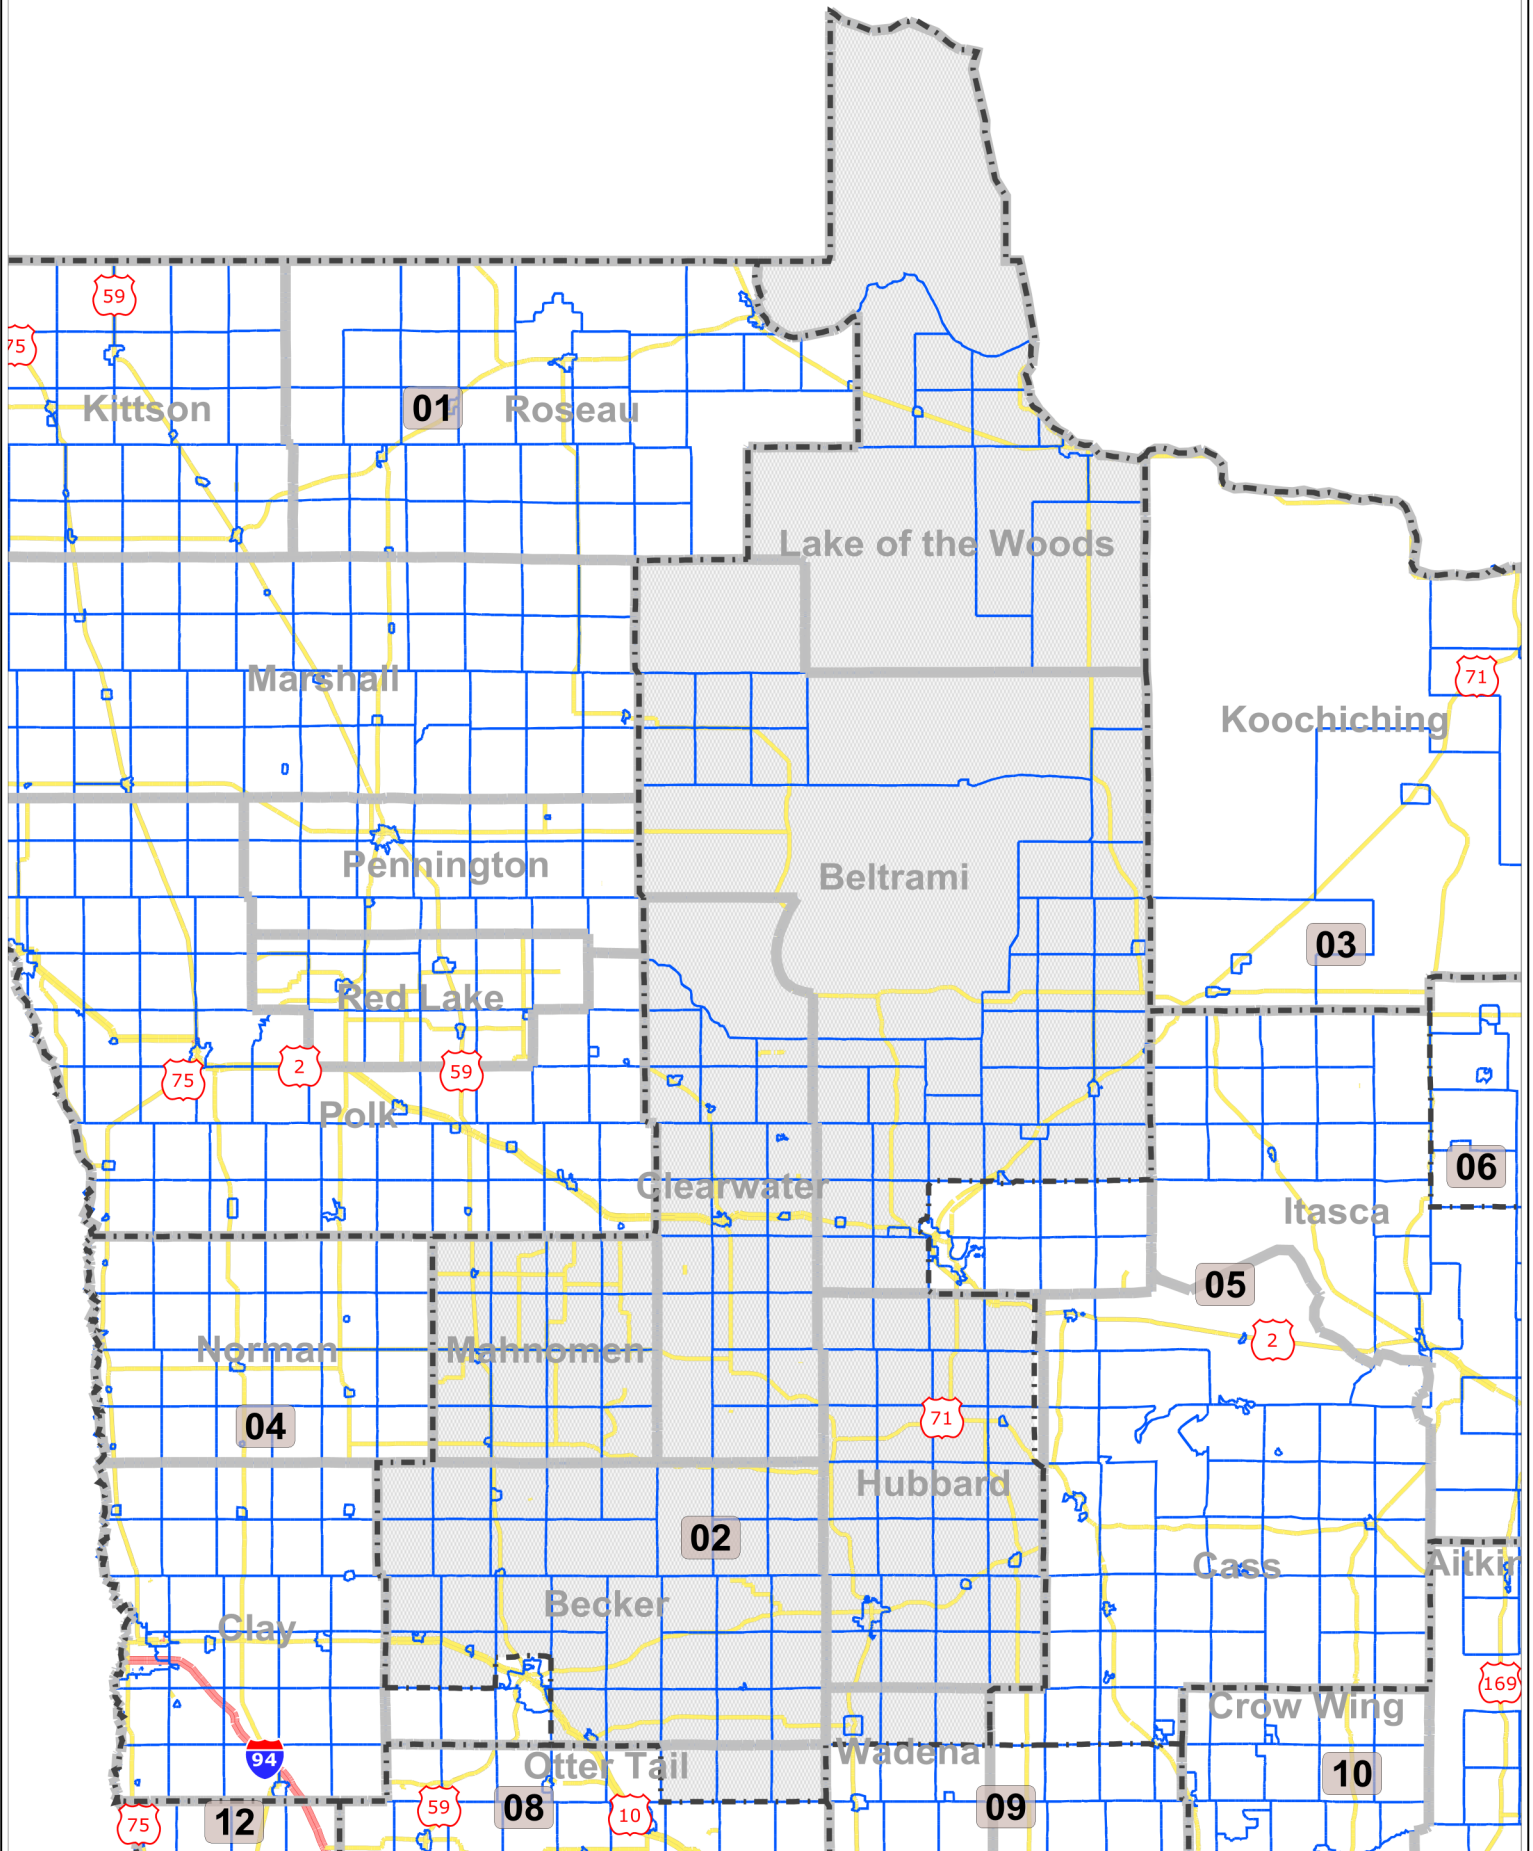 59
75
Kittson
01
Roseau
Lake of the Woods
Marshall
71
Koochiching
Pennington
Beltrami
03
Red Lake
75
2
59
Polk
06
Clearwater
Itasca
05
2
Norman
Mahnomen
71
04
Hubbard
02
Cass
Aitkin
Becker
Clay
169
Crow Wing
94
Otter Tail
Wadena
10
59
08
10
09
12
75